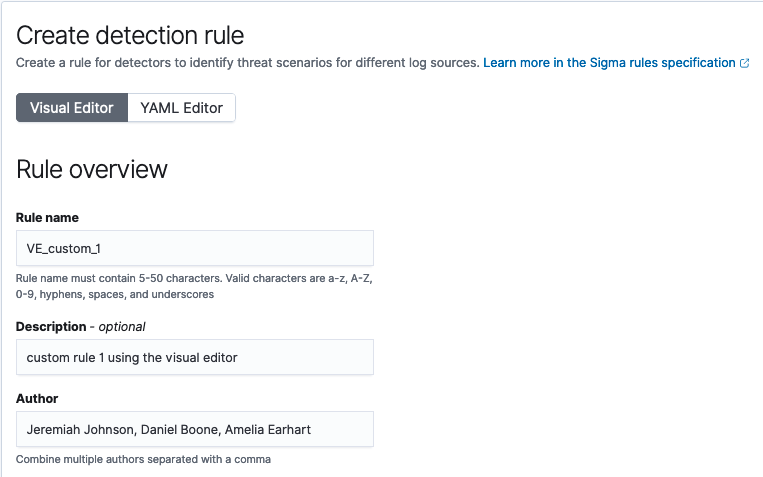 Create detection rule
Create a rule for detectors to identify threat scenarios for different log sources. Learn more in the Sigma rules specification
Visual Editor YAML Editor
Rule overview
Rule name
VE_custom_1
Rule name must contain 5-50 characters. Valid characters are a-z, A-Z,
0-9, hyphens, spaces, and underscores
Description - optional
custom rule 1 using the visual editor
Author
Jeremiah Johnson, Daniel Boone, Amelia Earhart
Combine multiple authors separated with a comma